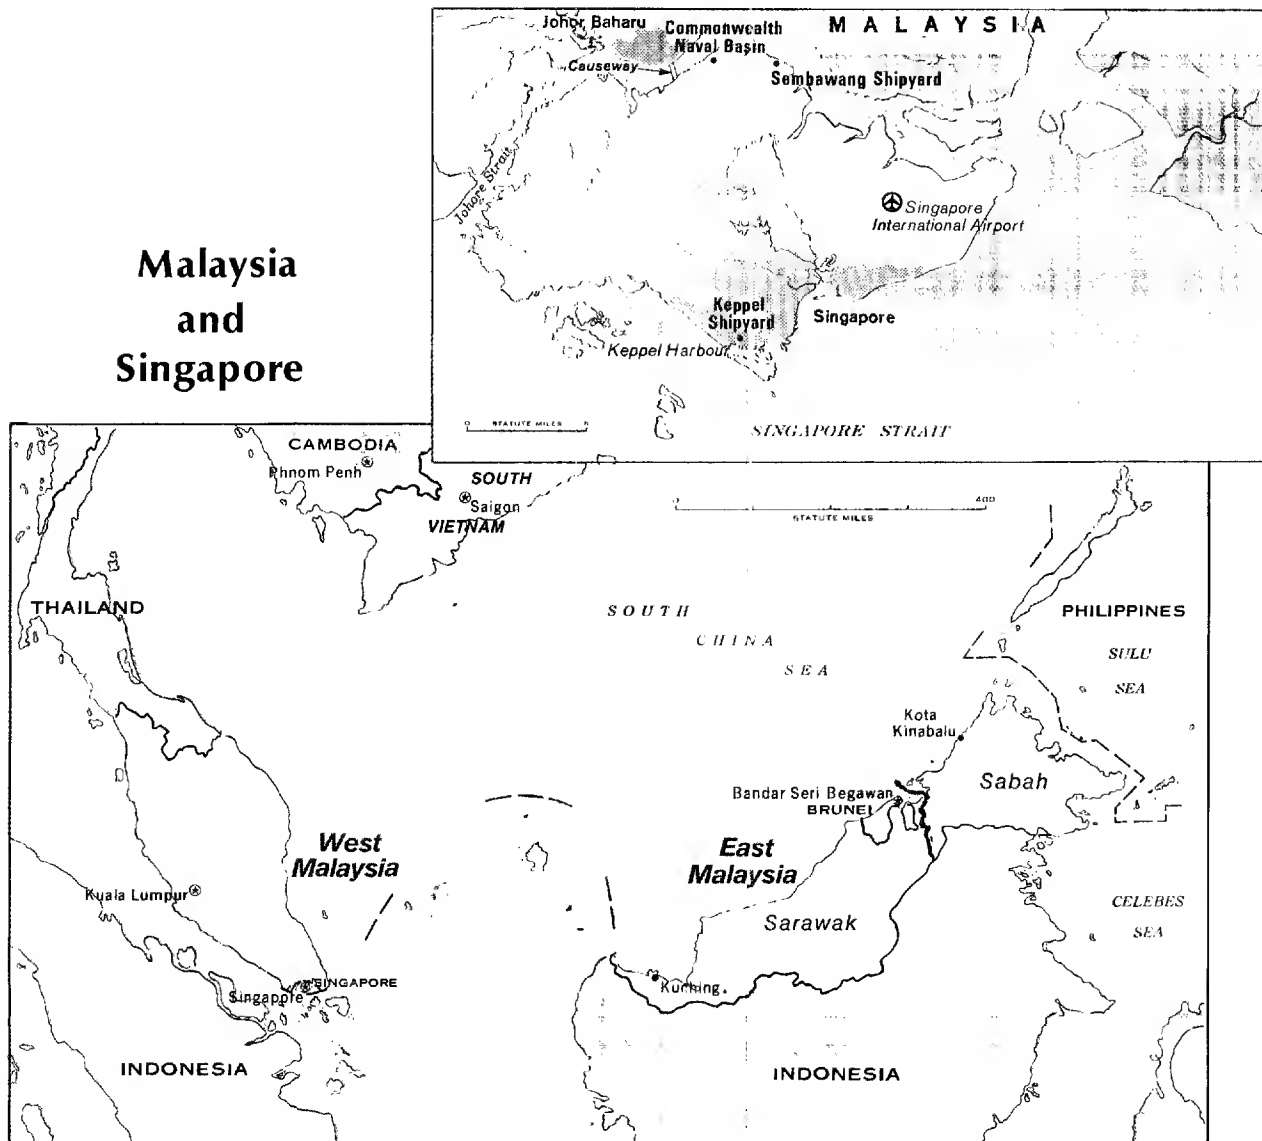 Malaysia
and
Singapore
Johor Baharu
Commonwealth
Naval Basin
MALAYSIA
Causeway
Sembawang Shipyard
Johore Strait
Singapore
International Airport
Keppel
Shipyard
Singapore
Keppel Harbour
0 STATUTE MILES
SINGAPORE STRAIT
CAMBODIA
Phnom Penh
SOUTH
Saigon
VIETNAM
0 400
STATUTE MILES
THAILAND
SOUTH
CHINA
SEA
PHILIPPINES
SULU
SEA
Kota
Kinabalu
Sabah
Bandar Seri Begawan
BRUNEI
West
Malaysia
East
Malaysia
Kuala Lumpur
Sarawak
CELEBES
SEA
SINGAPORE
Singapore
Kuching
INDONESIA
INDONESIA